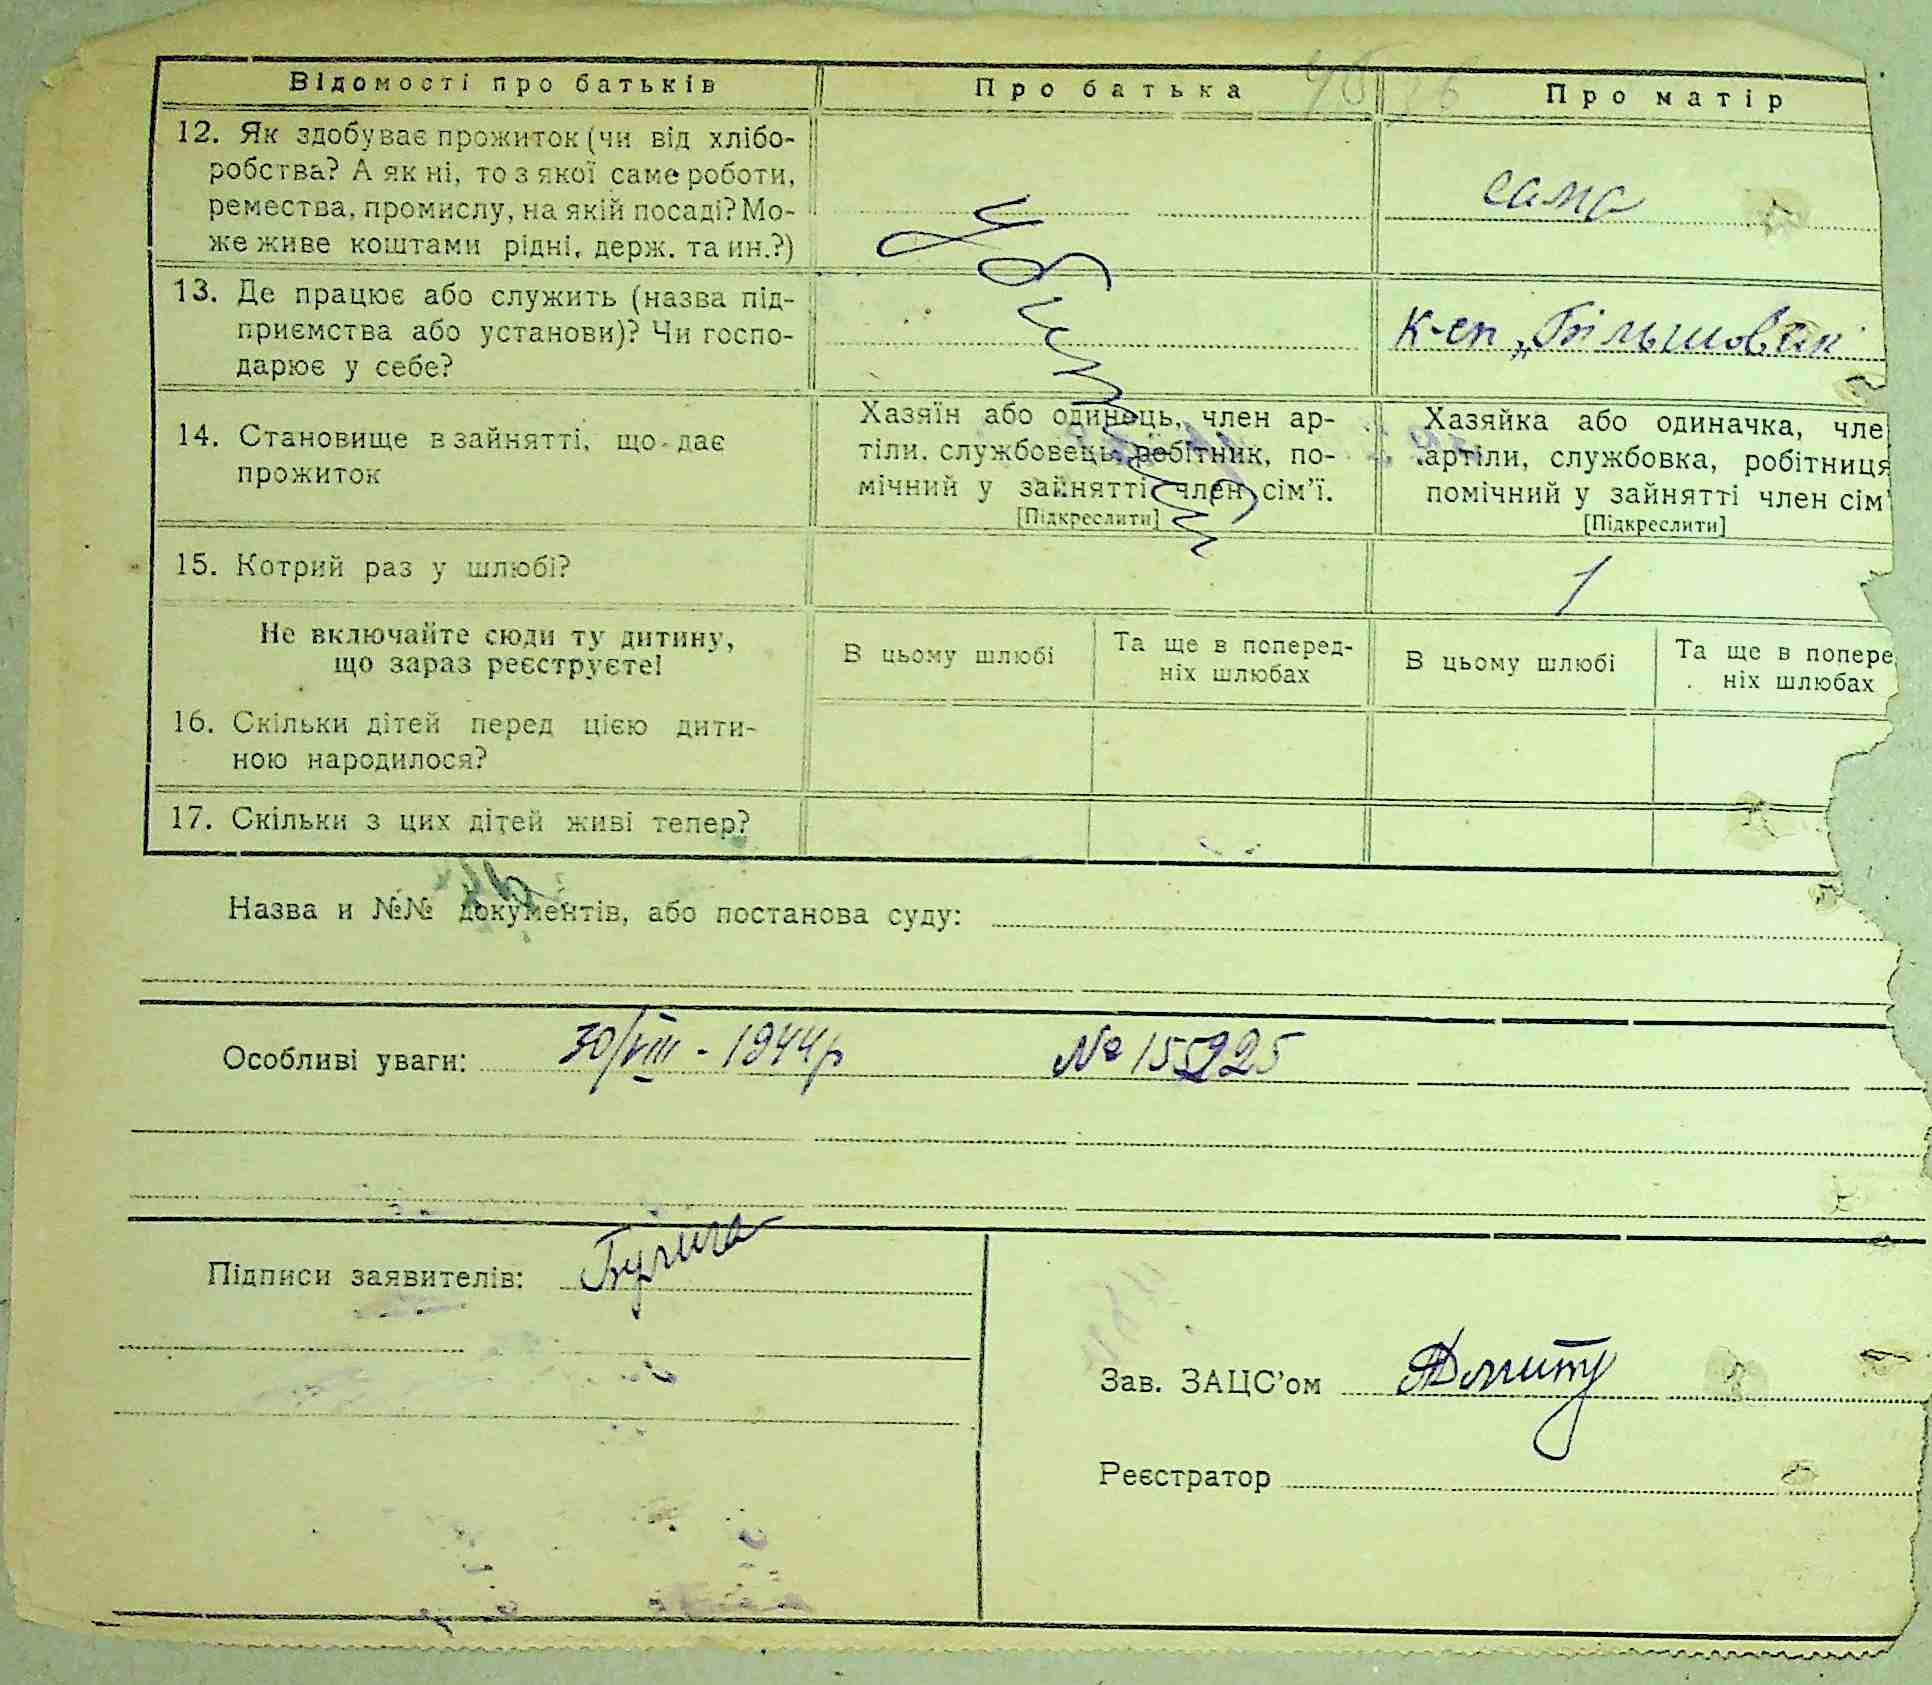 Відомості про батьків
Про батька
Про матір
12. Як здобуває прожиток (чи від хлібо-
робства? А як ні, то з якої саме роботи,
ремества, промислу, на якій посаді? Мо-
же живе коштами рідні, держ. та ин.?)
сама
13. Де працює або служить (назва під-
приємства або установи)? Чи госпо-
дарює у себе?
к-сп „Більшовик"
14. Становище в зайнятті, що дає
прожиток
Хазяїн або одинець, член ар-
тіли, службовець, робітник, по-
мічний у зайнятті член сім'ї.
[Підкреслити]
Хазяйка або одиначка, чле
артіли, службовка, робітниця
помічний у зайнятті член сім'
[Підкреслити]
15. Котрий раз у шлюбі?
1
Не включайте сюди ту дитину,
що зараз реєструєте!
В цьому шлюбі
Та ще в поперед-
ніх шлюбах
В цьому шлюбі
Та ще в попере
ніх шлюбах
16. Скільки дітей перед цією дити-
ною народилося?
17. Скільки з цих дітей живі тепер?
Назва и №№ документів, або постанова суду:
Особливі уваги: 30/VIII - 1944р № 155225
Підписи заявителів:
Зав. ЗАЦС'ом
Реєстратор